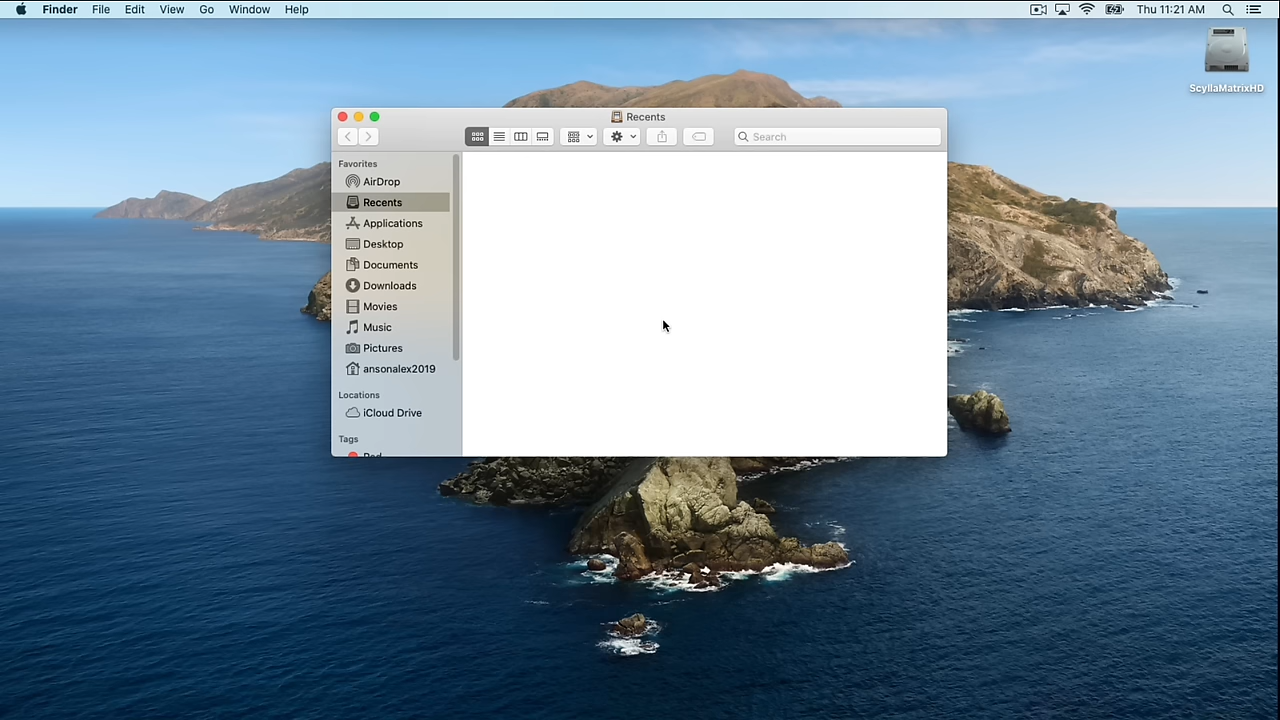 Finder File Edit View Go Window Help Thu 11:21 AM
ScyllaMatrixHD
Recents
Search
Favorites
AirDrop
Recents
Applications
Desktop
Documents
Downloads
Movies
Music
Pictures
ansonalex2019
Locations
iCloud Drive
Tags
Red